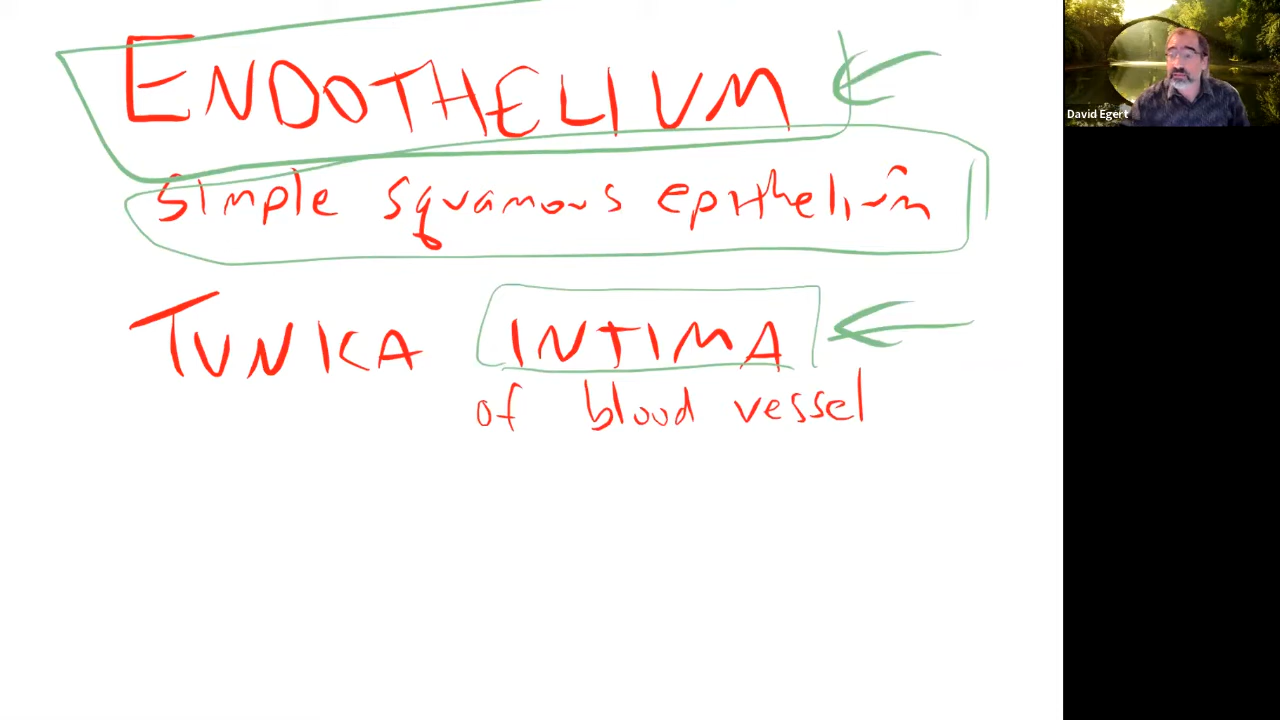 ENDOTHELIUM
simple squamous epithelium
TUNICA INTIMA
of blood vessel
David Egert